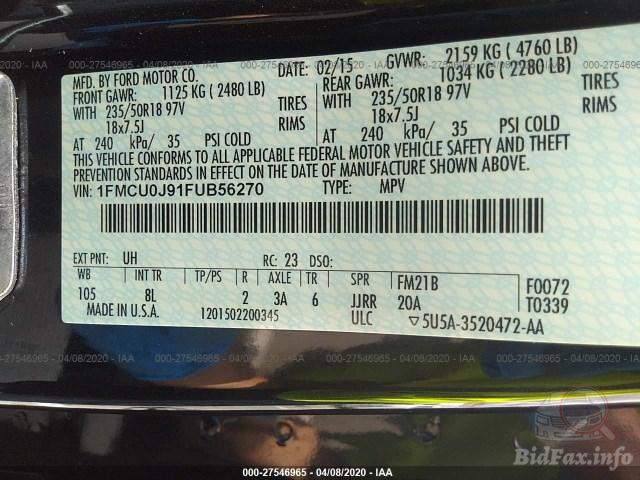 000-27546965 - 04/08/2020 - IAA
MFD. BY FORD MOTOR CO.
DATE: 02/15
GVWR: 2159 KG ( 4760 LB)
FRONT GAWR: 1125 KG ( 2480 LB)
REAR GAWR: 1034 KG ( 2280 LB)
WITH 235/50R18 97V TIRES
WITH 235/50R18 97V TIRES
18x7.5J RIMS
18x7.5J RIMS
AT 240 kPa/ 35 PSI COLD
AT 240 kPa/ 35 PSI COLD
THIS VEHICLE CONFORMS TO ALL APPLICABLE FEDERAL MOTOR VEHICLE SAFETY AND THEFT
PREVENTION STANDARDS IN EFFECT ON THE DATE OF MANUFACTURE SHOWN ABOVE.
VIN: 1FMCU0J91FUB56270
TYPE: MPV
EXT PNT: UH RC: 23 DSO:
WB INT TR TP/PS R AXLE TR SPR FM21B F0072
105 8L 2 3A 6 JJRR 20A T0339
MADE IN U.S.A. 1201502200345 ULC ▽5U5A-3520472-AA
000-27546965 - 04/08/2020 - IAA
BidFax.info
000-27546965 - 04/08/2020 - IAA